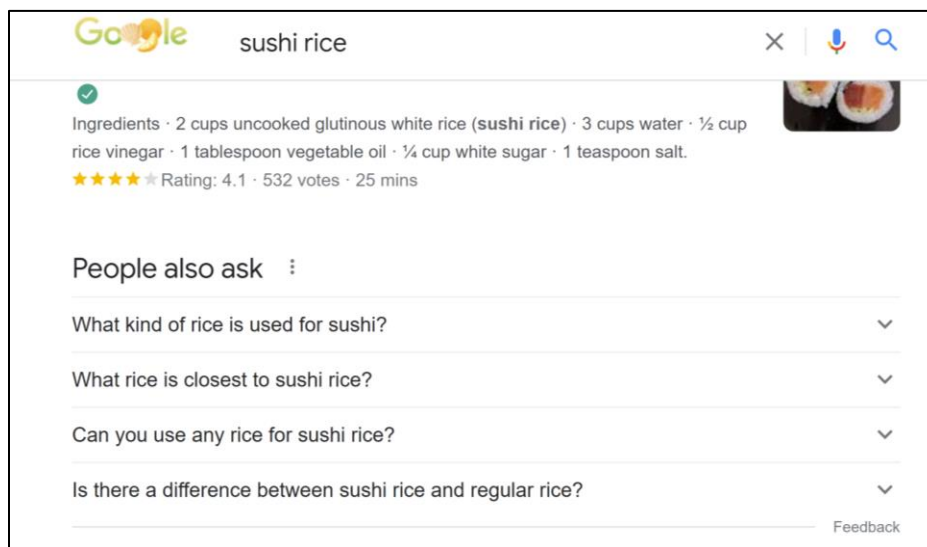 Google
sushi rice
Ingredients · 2 cups uncooked glutinous white rice (sushi rice) · 3 cups water · ½ cup
rice vinegar · 1 tablespoon vegetable oil · ¼ cup white sugar · 1 teaspoon salt.
Rating: 4.1 · 532 votes · 25 mins
People also ask
What kind of rice is used for sushi?
What rice is closest to sushi rice?
Can you use any rice for sushi rice?
Is there a difference between sushi rice and regular rice?
Feedback